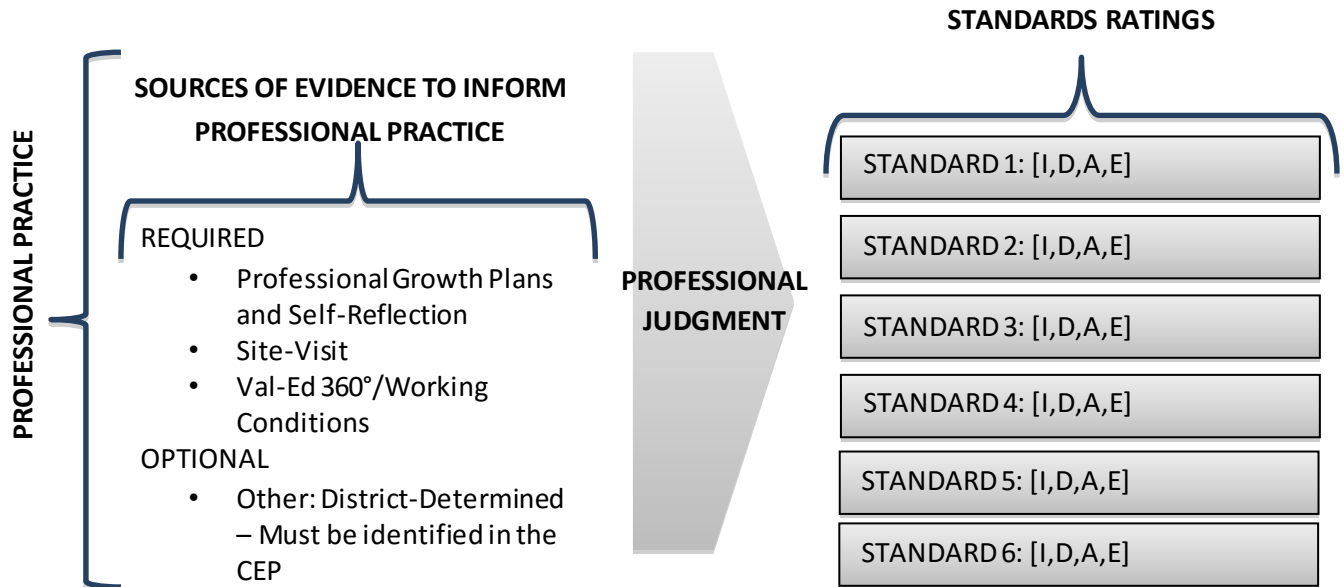 PROFESSIONAL PRACTICE
SOURCES OF EVIDENCE TO INFORM
PROFESSIONAL PRACTICE
REQUIRED
• Professional Growth Plans
and Self-Reflection
• Site-Visit
• Val-Ed 360°/Working
Conditions
OPTIONAL
• Other: District-Determined
– Must be identified in the
CEP
PROFESSIONAL
JUDGMENT
STANDARDS RATINGS
STANDARD 1: [I,D,A,E]
STANDARD 2: [I,D,A,E]
STANDARD 3: [I,D,A,E]
STANDARD 4: [I,D,A,E]
STANDARD 5: [I,D,A,E]
STANDARD 6: [I,D,A,E]